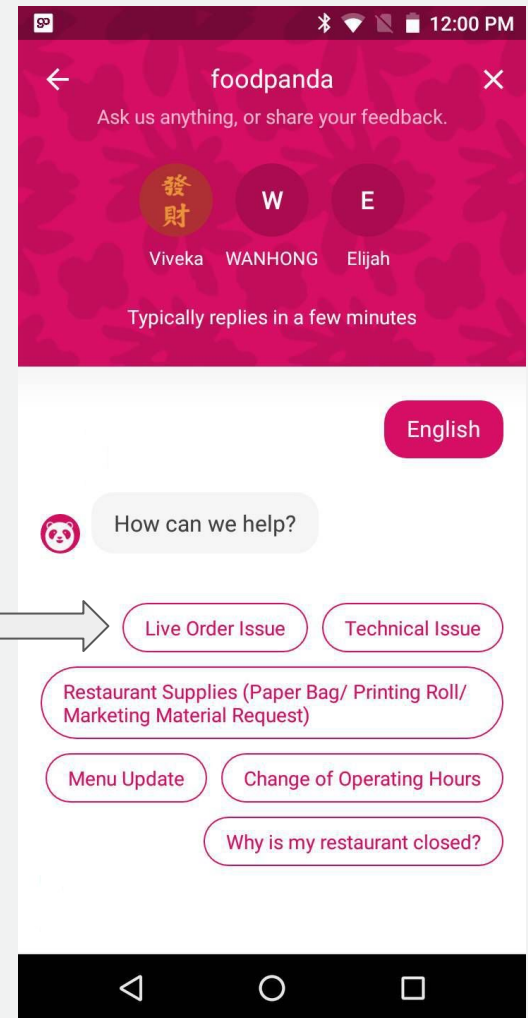 gp
12:00 PM
foodpanda
Ask us anything, or share your feedback.
發
財
W
E
Viveka
WANHONG
Elijah
Typically replies in a few minutes
English
How can we help?
Live Order Issue
Technical Issue
Restaurant Supplies (Paper Bag/ Printing Roll/
Marketing Material Request)
Menu Update
Change of Operating Hours
Why is my restaurant closed?